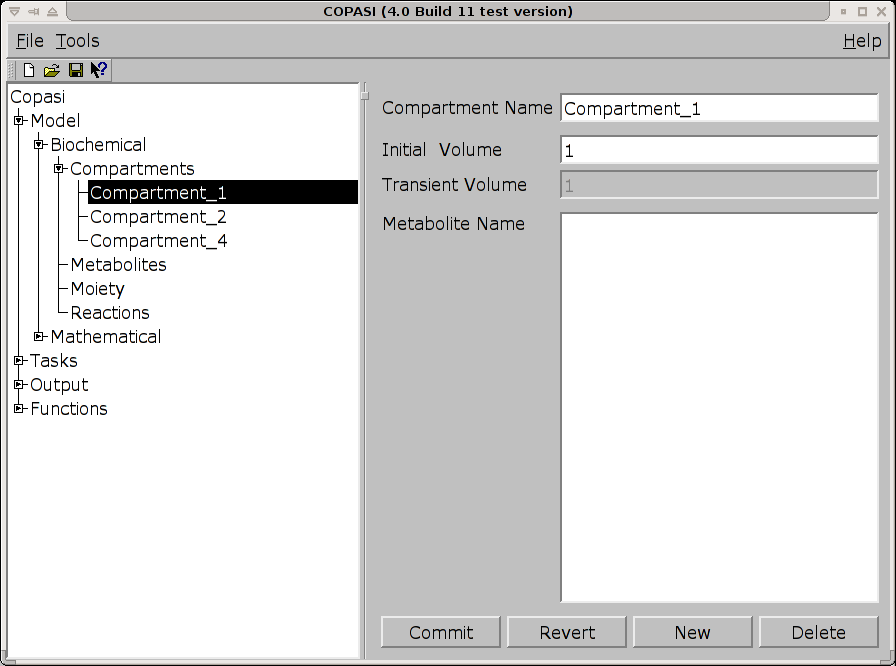 COPASI (4.0 Build 11 test version)
File Tools Help
Copasi
Model
Biochemical
Compartments
Compartment_1
Compartment_2
Compartment_4
Metabolites
Moiety
Reactions
Mathematical
Tasks
Output
Functions
Compartment Name Compartment_1
Initial Volume 1
Transient Volume 1
Metabolite Name
Commit Revert New Delete